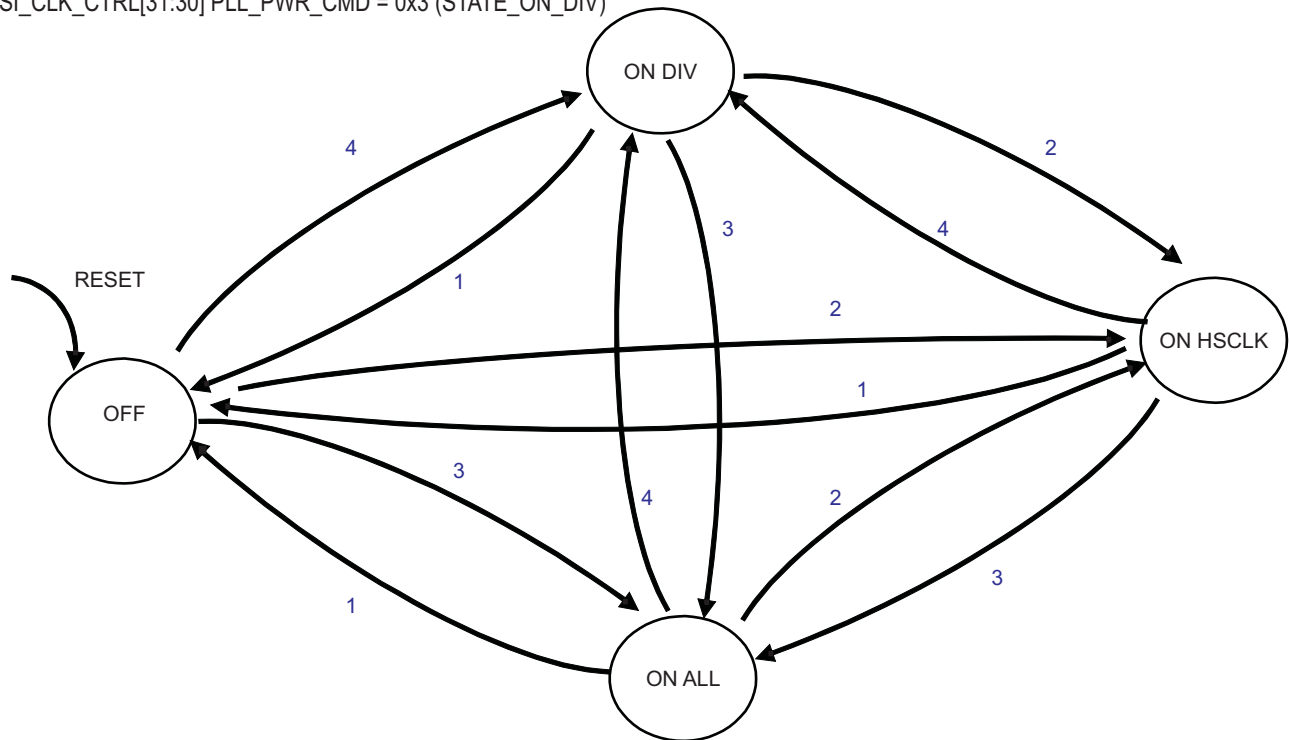 SI_CLK_CTRL[31:30] PLL_PWR_CMD = 0x3 (STATE_ON_DIV)
ON DIV
4
2
3
4
1
RESET
2
ON HSCLK
1
OFF
3
4
2
3
1
ON ALL